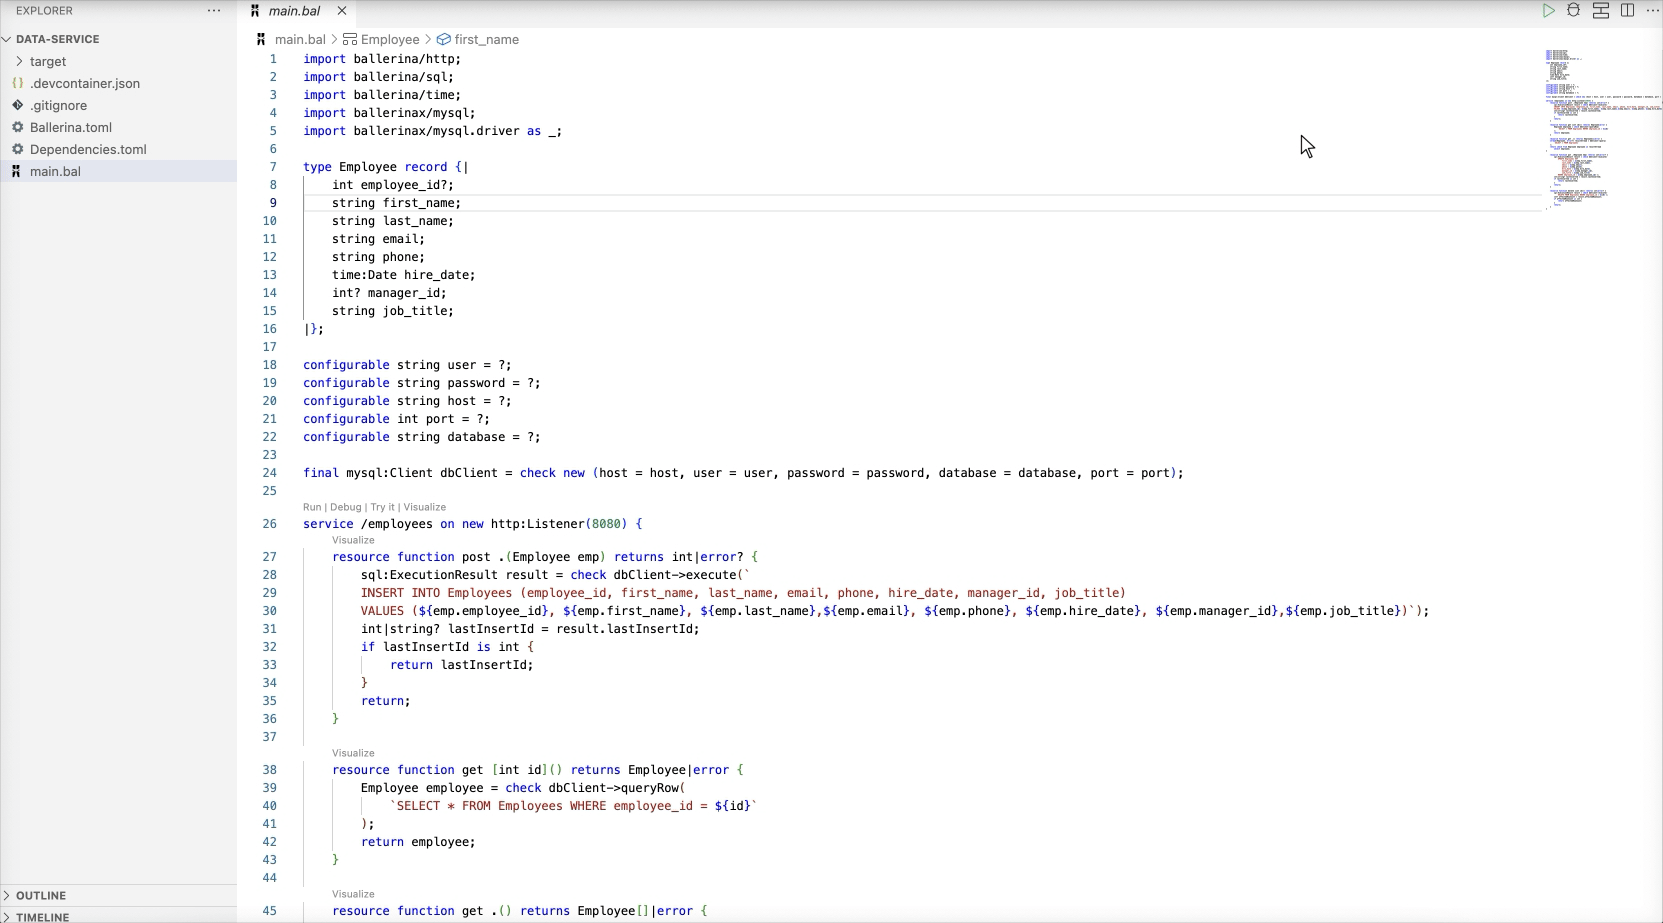 EXPLORER
DATA-SERVICE
target
.devcontainer.json
.gitignore
Ballerina.toml
Dependencies.toml
main.bal
OUTLINE
TIMELINE
main.bal
main.bal > Employee > first_name
1 import ballerina/http;
2 import ballerina/sql;
3 import ballerina/time;
4 import ballerinax/mysql;
5 import ballerinax/mysql.driver as _;
6
7 type Employee record {|
8     int employee_id?;
9     string first_name;
10     string last_name;
11     string email;
12     string phone;
13     time:Date hire_date;
14     int? manager_id;
15     string job_title;
16 |};
17
18 configurable string user = ?;
19 configurable string password = ?;
20 configurable string host = ?;
21 configurable int port = ?;
22 configurable string database = ?;
23
24 final mysql:Client dbClient = check new (host = host, user = user, password = password, database = database, port = port);
25
Run | Debug | Try it | Visualize
26 service /employees on new http:Listener(8080) {
Visualize
27     resource function post .(Employee emp) returns int|error? {
28         sql:ExecutionResult result = check dbClient->execute(`
29         INSERT INTO Employees (employee_id, first_name, last_name, email, phone, hire_date, manager_id, job_title)
30         VALUES (${emp.employee_id}, ${emp.first_name}, ${emp.last_name},${emp.email}, ${emp.phone}, ${emp.hire_date}, ${emp.manager_id},${emp.job_title})`);
31         int|string? lastInsertId = result.lastInsertId;
32         if lastInsertId is int {
33             return lastInsertId;
34         }
35         return;
36     }
37
Visualize
38     resource function get [int id]() returns Employee|error {
39         Employee employee = check dbClient->queryRow(
40             `SELECT * FROM Employees WHERE employee_id = ${id}`
41         );
42         return employee;
43     }
44
Visualize
45     resource function get .() returns Employee[]|error {